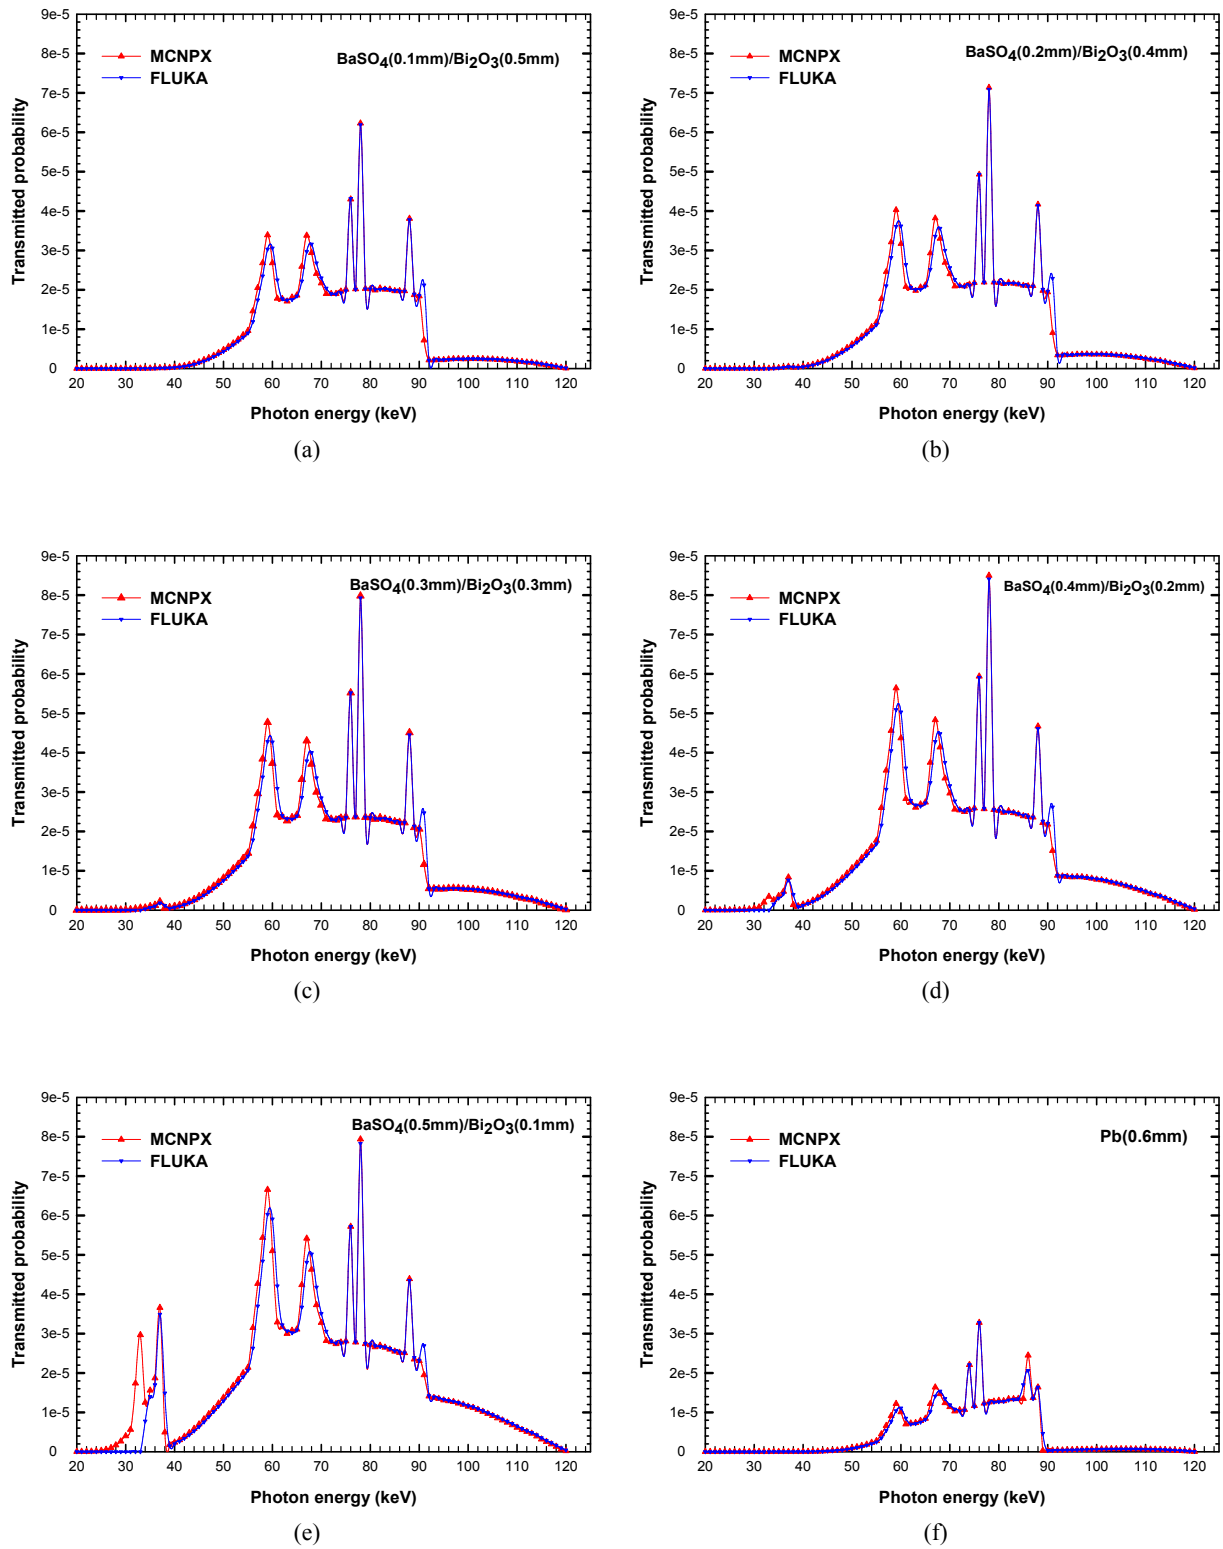 9e-5
8e-5
7e-5
6e-5
5e-5
4e-5
3e-5
2e-5
1e-5
0
Transmitted probability
MCNPX
FLUKA
BaSO4(0.1mm)/Bi2O3(0.5mm)
20 30 40 50 60 70 80 90 100 110 120
Photon energy (keV)
(a)
9e-5
8e-5
7e-5
6e-5
5e-5
4e-5
3e-5
2e-5
1e-5
0
Transmitted probability
MCNPX
FLUKA
BaSO4(0.2mm)/Bi2O3(0.4mm)
20 30 40 50 60 70 80 90 100 110 120
Photon energy (keV)
(b)
9e-5
8e-5
7e-5
6e-5
5e-5
4e-5
3e-5
2e-5
1e-5
0
Transmitted probability
MCNPX
FLUKA
BaSO4(0.3mm)/Bi2O3(0.3mm)
20 30 40 50 60 70 80 90 100 110 120
Photon energy (keV)
(c)
9e-5
8e-5
7e-5
6e-5
5e-5
4e-5
3e-5
2e-5
1e-5
0
Transmitted probability
MCNPX
FLUKA
BaSO4(0.4mm)/Bi2O3(0.2mm)
20 30 40 50 60 70 80 90 100 110 120
Photon energy (keV)
(d)
9e-5
8e-5
7e-5
6e-5
5e-5
4e-5
3e-5
2e-5
1e-5
0
Transmitted probability
MCNPX
FLUKA
BaSO4(0.5mm)/Bi2O3(0.1mm)
20 30 40 50 60 70 80 90 100 110 120
Photon energy (keV)
(e)
9e-5
8e-5
7e-5
6e-5
5e-5
4e-5
3e-5
2e-5
1e-5
0
Transmitted probability
MCNPX
FLUKA
Pb(0.6mm)
20 30 40 50 60 70 80 90 100 110 120
Photon energy (keV)
(f)